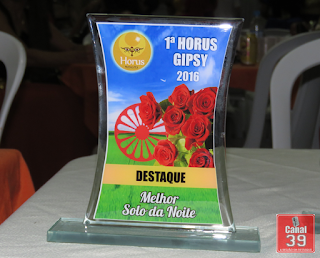 Horus
1ª HORUS
GIPSY
2016
DESTAQUE
Melhor
Solo da Noite
Canal
39